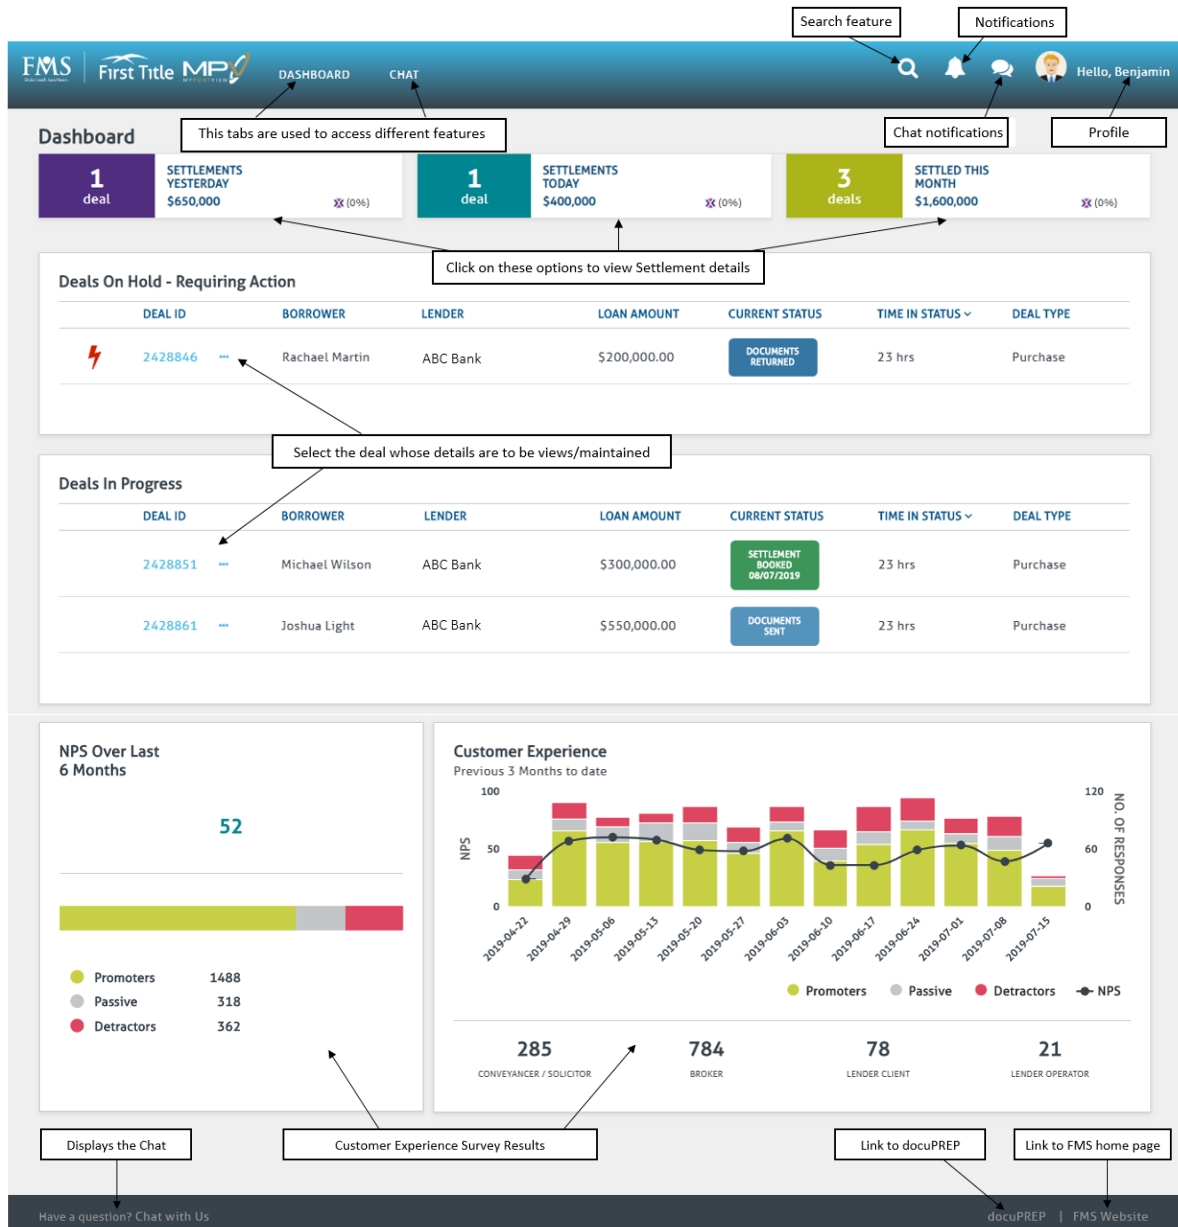 Search feature
Notifications
FMS
First Title MPV
MYPORTVIEW
DASHBOARD
CHAT
Hello, Benjamin
This tabs are used to access different features
Chat notifications
Profile
Dashboard
1
deal
SETTLEMENTS
YESTERDAY
$650,000
(0%)
1
deal
SETTLEMENTS
TODAY
$400,000
(0%)
3
deals
SETTLED THIS
MONTH
$1,600,000
(0%)
Click on these options to view Settlement details
Deals On Hold - Requiring Action
DEAL ID BORROWER LENDER LOAN AMOUNT CURRENT STATUS TIME IN STATUS DEAL TYPE
2428846 ••• Rachael Martin ABC Bank $200,000.00 DOCUMENTS RETURNED 23 hrs Purchase
Select the deal whose details are to be views/maintained
Deals In Progress
DEAL ID BORROWER LENDER LOAN AMOUNT CURRENT STATUS TIME IN STATUS DEAL TYPE
2428851 ••• Michael Wilson ABC Bank $300,000.00 SETTLEMENT BOOKED 08/07/2019 23 hrs Purchase
2428861 ••• Joshua Light ABC Bank $550,000.00 DOCUMENTS SENT 23 hrs Purchase
NPS Over Last
6 Months
52
Promoters 1488
Passive 318
Detractors 362
Customer Experience
Previous 3 Months to date
100
50
0
NPS
120
60
0
NO. OF RESPONSES
2019-04-22
2019-04-29
2019-05-06
2019-05-13
2019-05-20
2019-05-27
2019-06-03
2019-06-10
2019-06-17
2019-06-24
2019-07-01
2019-07-08
2019-07-15
Promoters Passive Detractors NPS
285
CONVEYANCER / SOLICITOR
784
BROKER
78
LENDER CLIENT
21
LENDER OPERATOR
Displays the Chat
Customer Experience Survey Results
Link to docuPREP
Link to FMS home page
Have a question? Chat with Us
docuPREP | FMS Website